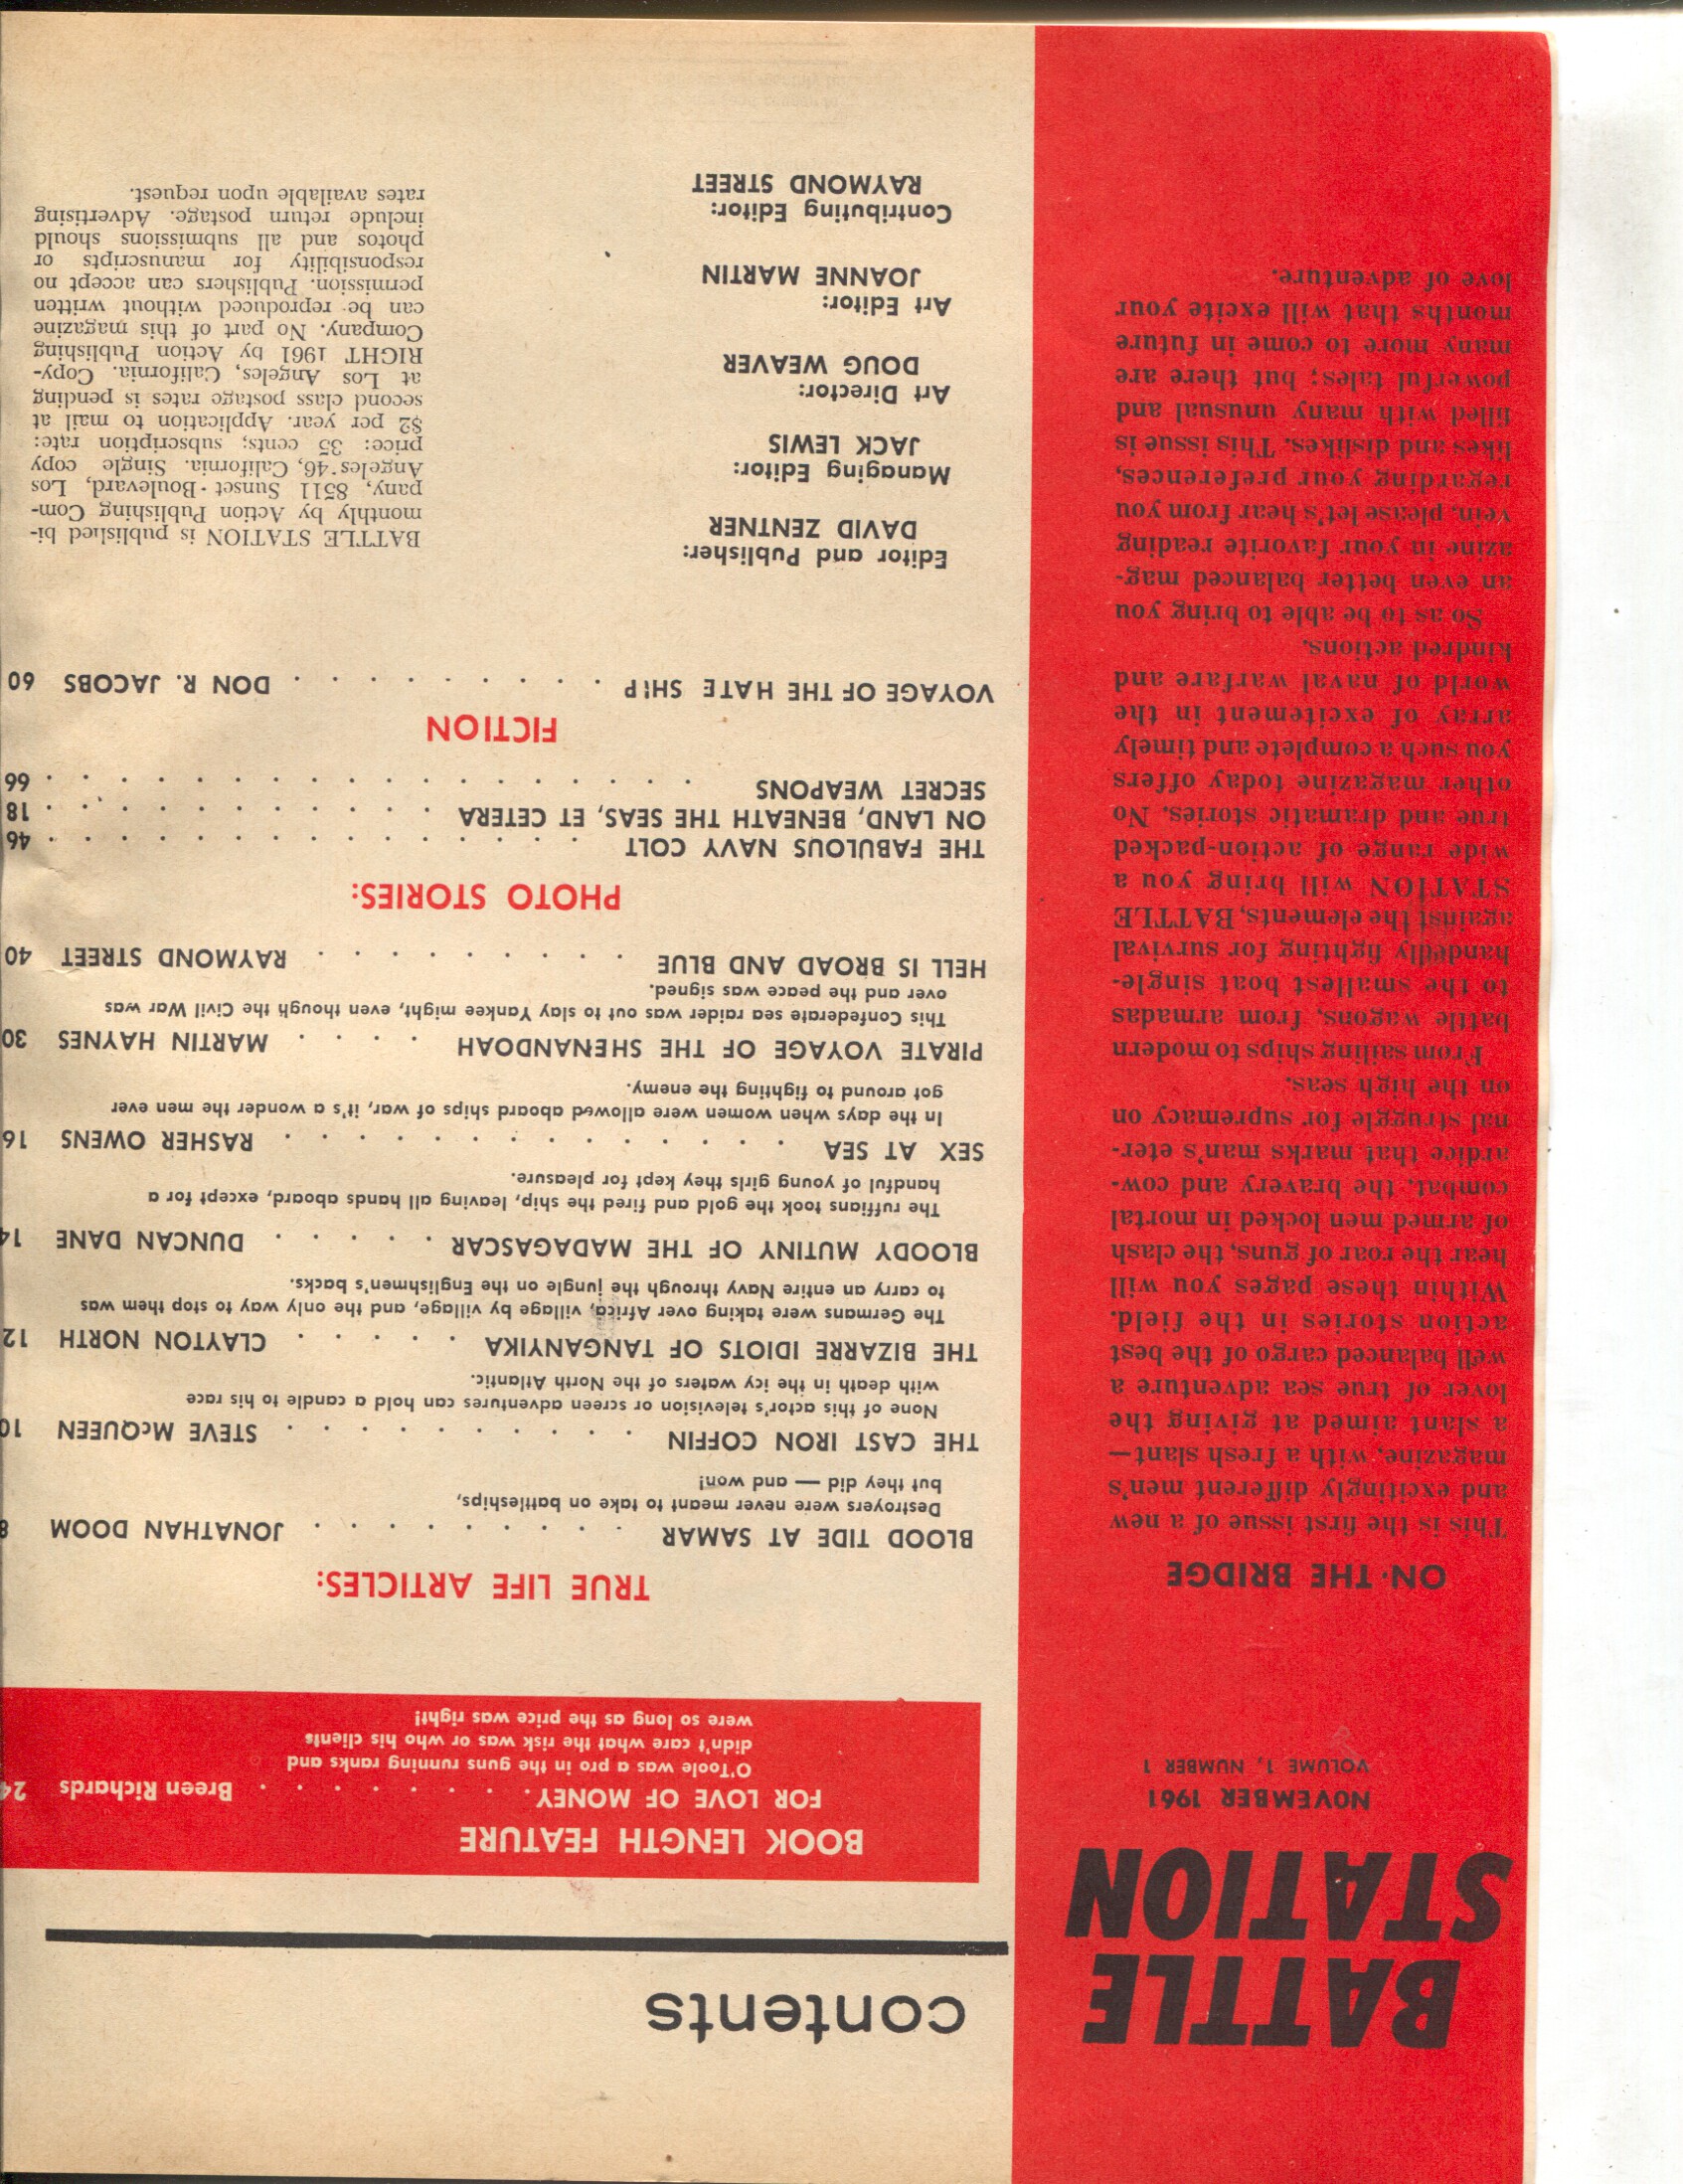 BATTLE
STATION
NOVEMBER 1961
VOLUME 1, NUMBER 1
ON THE BRIDGE
This is the first issue of a new
and excitingly different men's
magazine, with a fresh slant—
a slant aimed at giving the
lover of true sea adventure a
well balanced cargo of the best
action stories in the field.
Within these pages you will
hear the roar of guns, the clash
of armed men locked in mortal
combat, the bravery and cow-
ardice that marks man's eter-
nal struggle for supremacy on
on the high seas.
From sailing ships to modern
battle wagons, from armadas
to the smallest boat single-
handedly fighting for survival
against the elements, BATTLE
STATION will bring you a
wide range of action-packed
true and dramatic stories. No
other magazine today offers
you such a complete and timely
array of excitement in the
world of naval warfare and
kindred actions.
So as to be able to bring you
an even better balanced mag-
azine in your favorite reading
vein, please let's hear from you
regarding your preferences,
likes and dislikes. This issue is
filled with many unusual and
powerful tales; but there are
many more to come in future
months that will excite your
love of adventure.
contents
BOOK LENGTH FEATURE
FOR LOVE OF MONEY . . . . . . . . Breen Richards 24
O'Toole was a pro in the guns running ranks and
didn't care what the risk was or who his clients
were so long as the price was right!
TRUE LIFE ARTICLES:
BLOOD TIDE AT SAMAR . . . . . . . . . . JONATHAN DOOM 8
Destroyers were never meant to take on battleships,
but they did — and won!
THE CAST IRON COFFIN . . . . . . . . . . STEVE McQUEEN 10
None of this actor's television or screen adventures can hold a candle to his race
with death in the icy waters of the North Atlantic.
THE BIZARRE IDIOTS OF TANGANYIKA . . . . . CLAYTON NORTH 12
The Germans were taking over Africa, village by village, and the only way to stop them was
to carry an entire Navy through the jungle on the Englishmen's backs.
BLOODY MUTINY OF THE MADAGASCAR . . . . . DUNCAN DANE 14
The ruffians took the gold and fired the ship, leaving all hands aboard, except for a
handful of young girls they kept for pleasure.
SEX AT SEA . . . . . . . . . . . . . . RASHER OWENS 16
In the days when women were allowed aboard ships of war, it's a wonder the men ever
got around to fighting the enemy.
PIRATE VOYAGE OF THE SHENANDOAH . . . . MARTIN HAYNES 30
This Confederate sea raider was out to slay Yankee might, even though the Civil War was
over and the peace was signed.
HELL IS BROAD AND BLUE . . . . . . . . . RAYMOND STREET 40
PHOTO STORIES:
THE FABULOUS NAVY COLT . . . . . . . . . . . . . . . 46
ON LAND, BENEATH THE SEAS, ET CETERA . . . . . . . . . . . 18
SECRET WEAPONS . . . . . . . . . . . . . . . . . . 66
FICTION
VOYAGE OF THE HATE SHIP . . . . . . . . . DON R. JACOBS 60
Editor and Publisher:
DAVID ZENTNER
Managing Editor:
JACK LEWIS
Art Director:
DOUG WEAVER
Art Editor:
JOANNE MARTIN
Contributing Editor:
RAYMOND STREET
BATTLE STATION is published bi-
monthly by Action Publishing Com-
pany, 8511 Sunset Boulevard, Los
Angeles 46, California. Single copy
price: 35 cents; subscription rate:
$2 per year. Application to mail at
second class postage rates is pending
at Los Angeles, California. Copy-
RIGHT 1961 by Action Publishing
Company. No part of this magazine
can be reproduced without written
permission. Publishers can accept no
responsibility for manuscripts or
photos and all submissions should
include return postage. Advertising
rates available upon request.